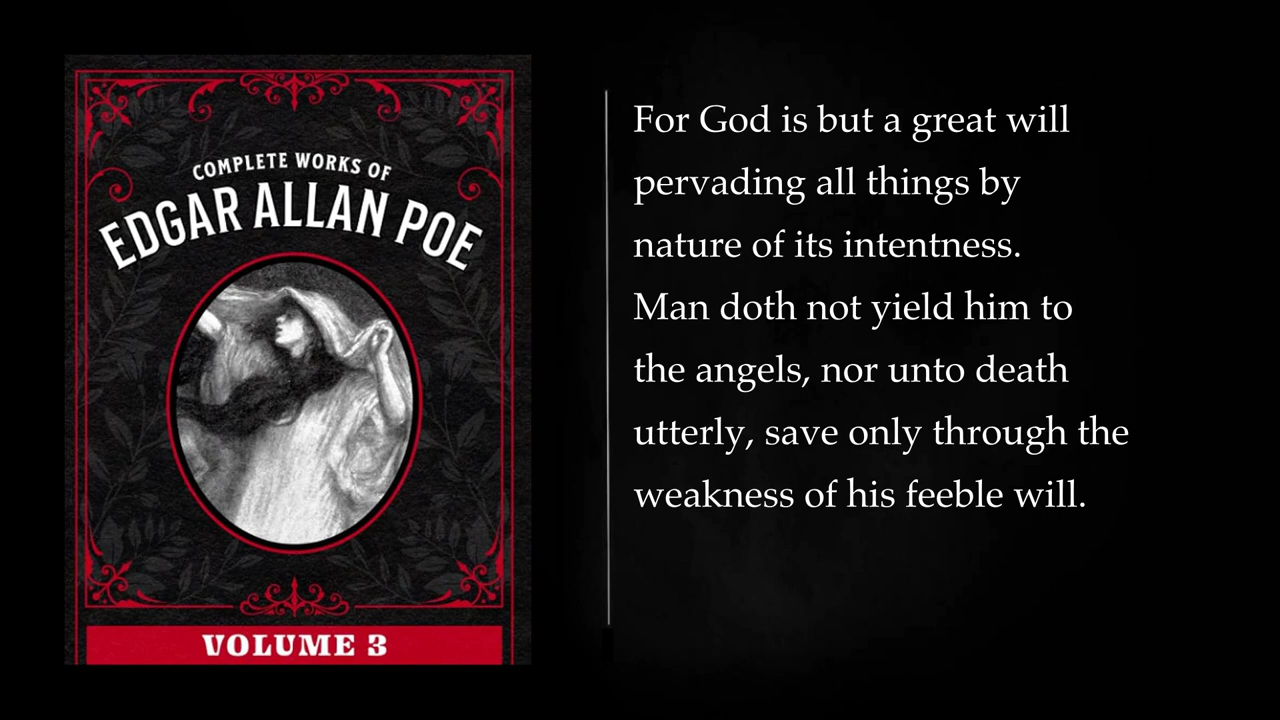 COMPLETE WORKS OF
EDGAR ALLAN POE
VOLUME 3
For God is but a great will
pervading all things by
nature of its intentness.
Man doth not yield him to
the angels, nor unto death
utterly, save only through the
weakness of his feeble will.